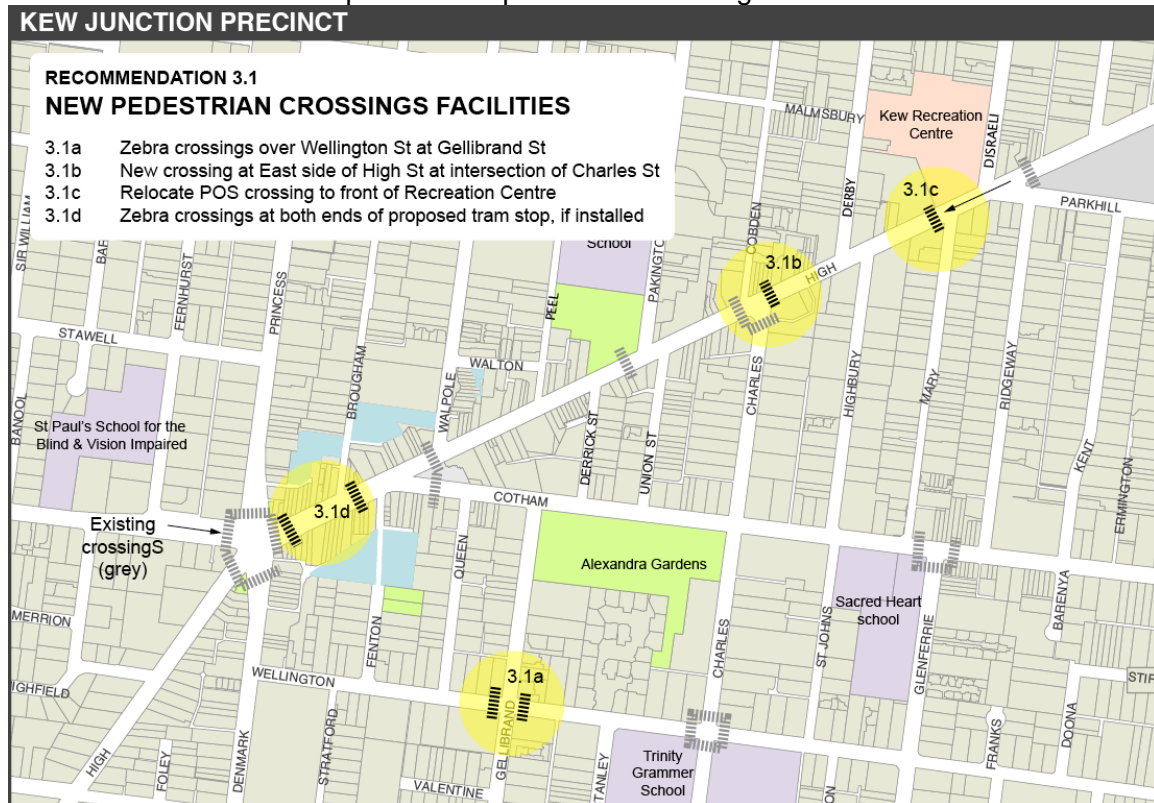 KEW JUNCTION PRECINCT
RECOMMENDATION 3.1
NEW PEDESTRIAN CROSSINGS FACILITIES
3.1a Zebra crossings over Wellington St at Gellibrand St
3.1b New crossing at East side of High St at intersection of Charles St
3.1c Relocate POS crossing to front of Recreation Centre
3.1d Zebra crossings at both ends of proposed tram stop, if installed
MALMSBURY
Kew Recreation
Centre
DISRAELI
DERBY
3.1c
PARKHILL
SIR WILLIAM
BAR
FERNHURST
PRINCESS
School
PAKINGTO
COBDEN
3.1b
HIGH
PEEL
STAWELL
BROUGHAM
WALTON
WALPOLE
CHARLES
HIGHBURY
MARY
RIDGEWAY
BANOOL
St Paul's School for the
Blind & Vision Impaired
DERRICK ST
UNION ST
KENT
ERMINGTON
3.1d
COTHAM
Existing
crossingS
(grey)
QUEEN
Alexandra Gardens
Sacred Heart
school
BARENYA
MERRION
FENTON
CHARLES
ST JOHNS
GLENFERRIE
WELLINGTON
3.1a
IGHFIELD
STIR
HIGH
FOLEY
DENMARK
STRATFORD
GELLIBRAND
VALENTINE
TANLEY
Trinity
Grammer
School
ON
FRANKS
DOONA